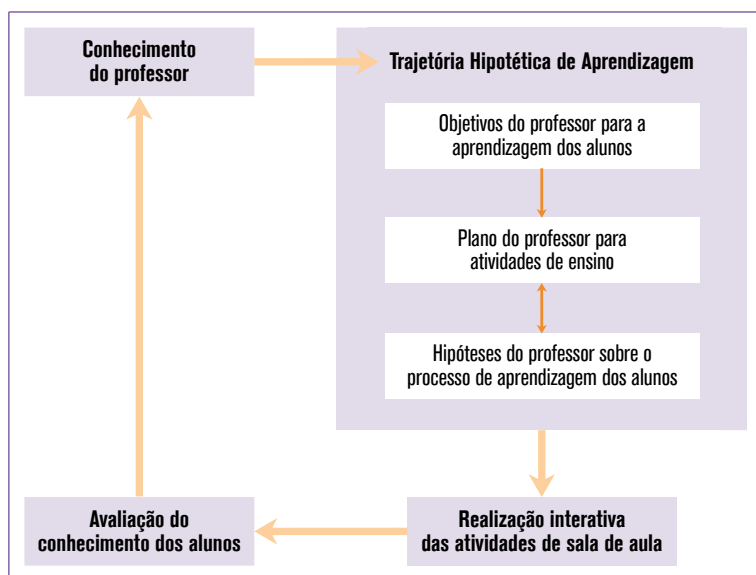 Conhecimento
do professor
Trajetória Hipotética de Aprendizagem
Objetivos do professor para a
aprendizagem dos alunos
Plano do professor para
atividades de ensino
Hipóteses do professor sobre o
processo de aprendizagem dos alunos
Realização interativa
das atividades de sala de aula
Avaliação do
conhecimento dos alunos